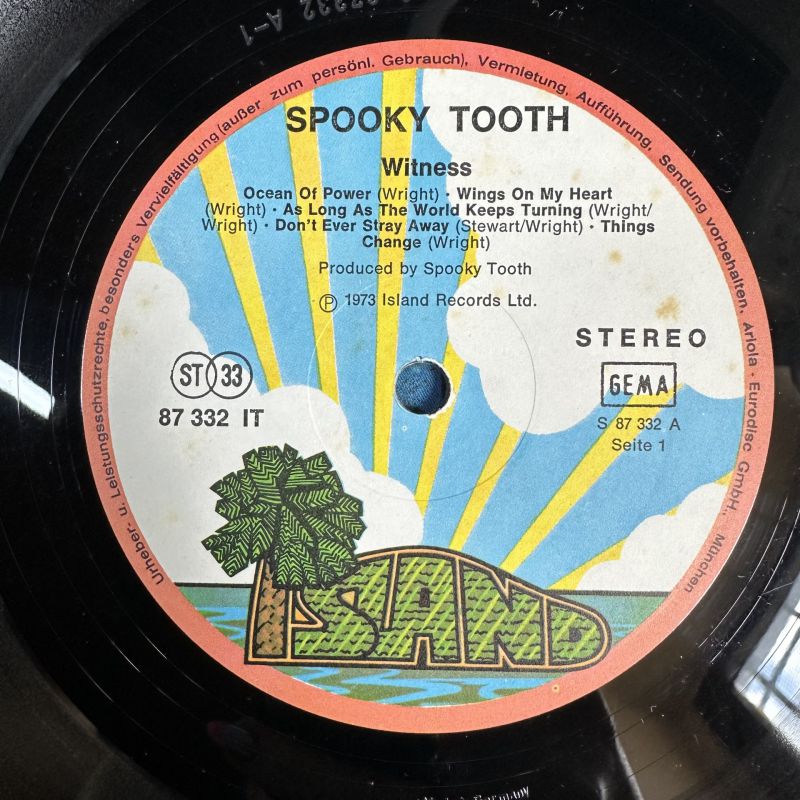 SPOOKY TOOTH
Witness
Ocean Of Power (Wright) · Wings On My Heart
(Wright) · As Long As The World Keeps Turning (Wright/
Wright) · Don't Ever Stray Away (Stewart/Wright) · Things
Change (Wright)
Produced by Spooky Tooth
Ⓟ 1973 Island Records Ltd.
STEREO
ST 33
GEMA
87 332 IT
S 87 332 A
Seite 1
ISLAND
Urheber- u. Leistungsschutzrechte, besonders Vervielfältigung (außer zum persönl. Gebrauch), Vermietung, Aufführung, Sendung vorbehalten. Ariola - Eurodisc GmbH., München
87332 A-1
Germany